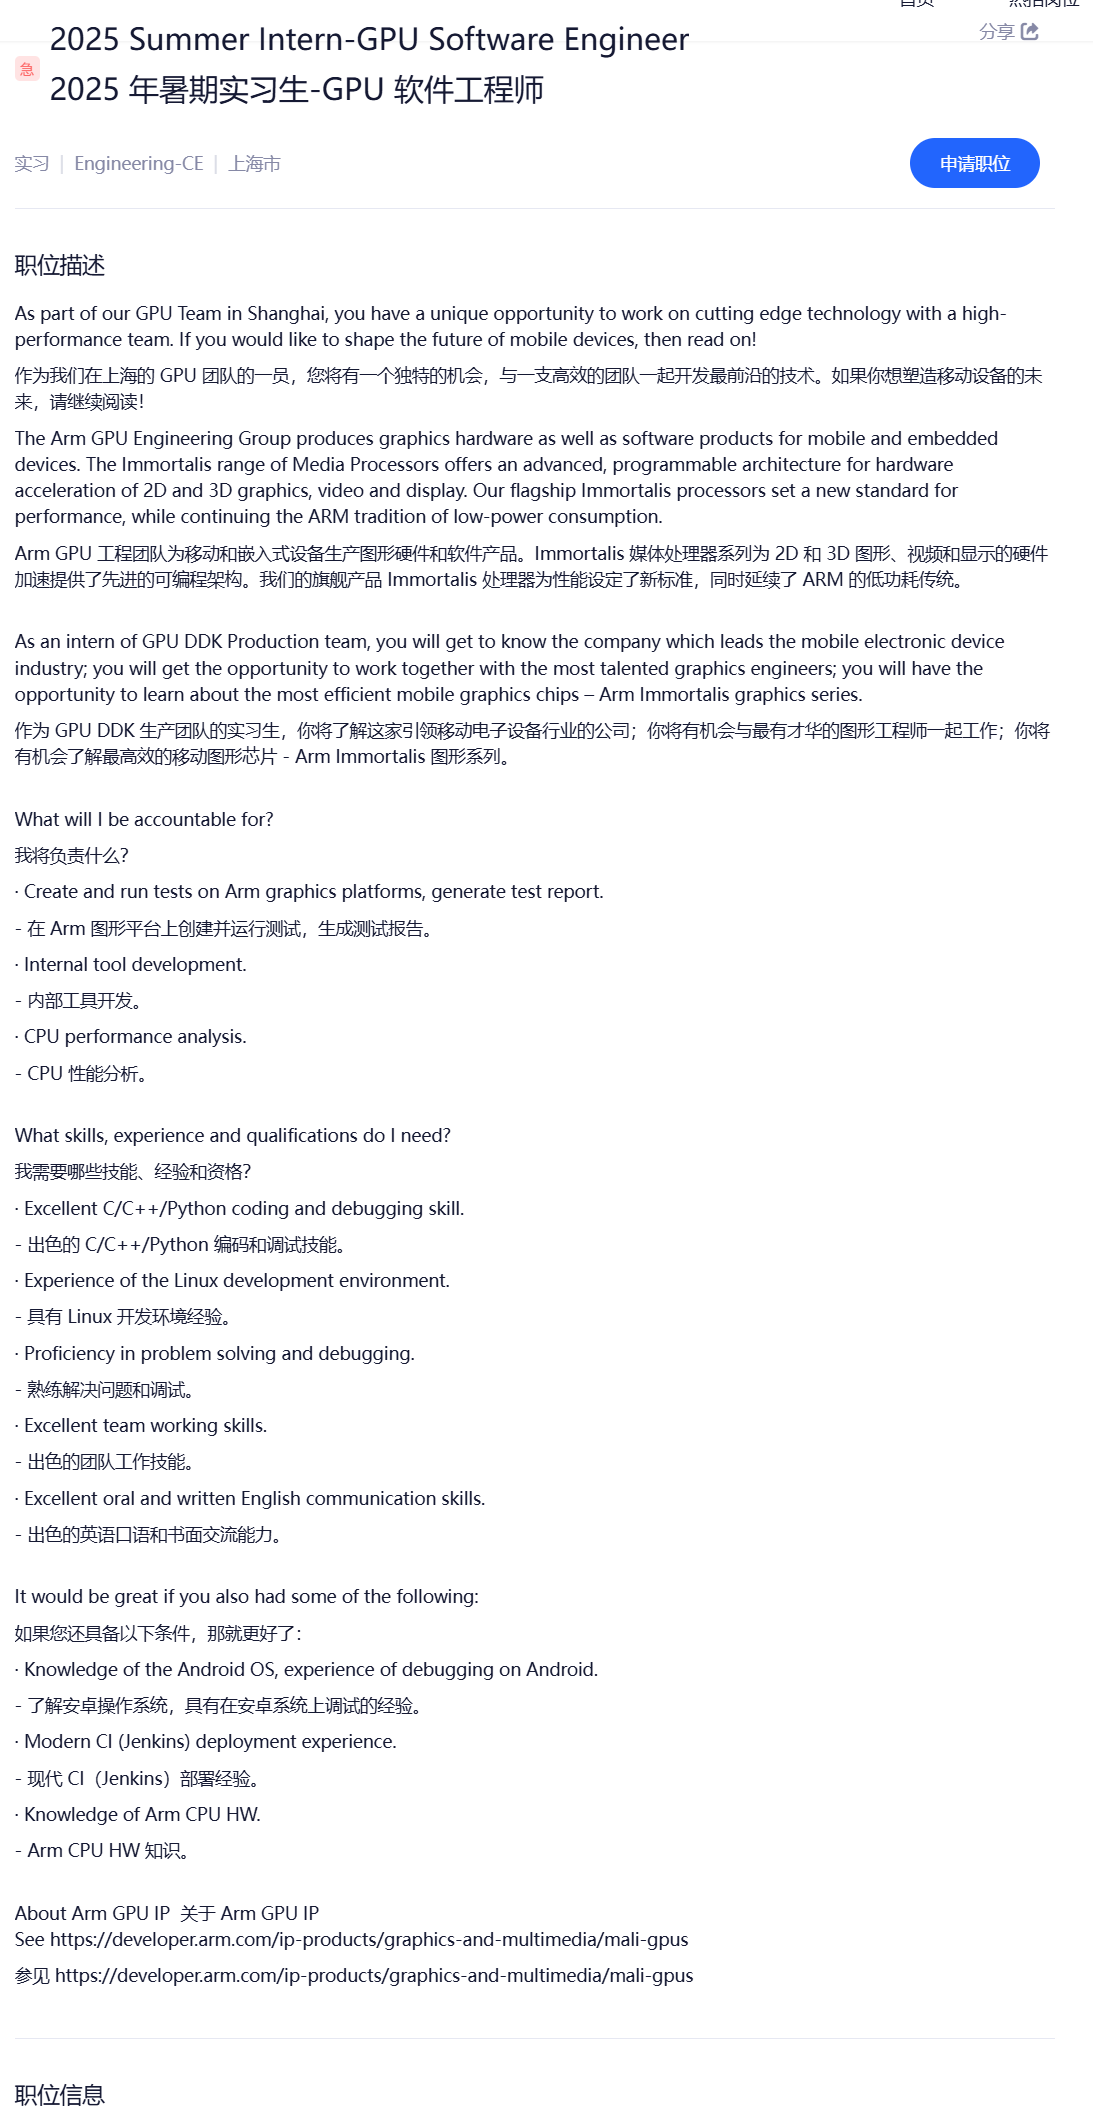 首页 热招岗位
2025 Summer Intern-GPU Software Engineer
分享
急
2025 年暑期实习生-GPU 软件工程师
实习 | Engineering-CE | 上海市
申请职位
职位描述
As part of our GPU Team in Shanghai, you have a unique opportunity to work on cutting edge technology with a high-
performance team. If you would like to shape the future of mobile devices, then read on!
作为我们在上海的 GPU 团队的一员，您将有一个独特的机会，与一支高效的团队一起开发最前沿的技术。如果你想塑造移动设备的未
来，请继续阅读！
The Arm GPU Engineering Group produces graphics hardware as well as software products for mobile and embedded
devices. The Immortalis range of Media Processors offers an advanced, programmable architecture for hardware
acceleration of 2D and 3D graphics, video and display. Our flagship Immortalis processors set a new standard for
performance, while continuing the ARM tradition of low-power consumption.
Arm GPU 工程团队为移动和嵌入式设备生产图形硬件和软件产品。Immortalis 媒体处理器系列为 2D 和 3D 图形、视频和显示的硬件
加速提供了先进的可编程架构。我们的旗舰产品 Immortalis 处理器为性能设定了新标准，同时延续了 ARM 的低功耗传统。
As an intern of GPU DDK Production team, you will get to know the company which leads the mobile electronic device
industry; you will get the opportunity to work together with the most talented graphics engineers; you will have the
opportunity to learn about the most efficient mobile graphics chips – Arm Immortalis graphics series.
作为 GPU DDK 生产团队的实习生，你将了解这家引领移动电子设备行业的公司；你将有机会与最有才华的图形工程师一起工作；你将
有机会了解最高效的移动图形芯片 - Arm Immortalis 图形系列。
What will I be accountable for?
我将负责什么？
· Create and run tests on Arm graphics platforms, generate test report.
- 在 Arm 图形平台上创建并运行测试，生成测试报告。
· Internal tool development.
- 内部工具开发。
· CPU performance analysis.
- CPU 性能分析。
What skills, experience and qualifications do I need?
我需要哪些技能、经验和资格？
· Excellent C/C++/Python coding and debugging skill.
- 出色的 C/C++/Python 编码和调试技能。
· Experience of the Linux development environment.
- 具有 Linux 开发环境经验。
· Proficiency in problem solving and debugging.
- 熟练解决问题和调试。
· Excellent team working skills.
- 出色的团队工作技能。
· Excellent oral and written English communication skills.
- 出色的英语口语和书面交流能力。
It would be great if you also had some of the following:
如果您还具备以下条件，那就更好了：
· Knowledge of the Android OS, experience of debugging on Android.
- 了解安卓操作系统，具有在安卓系统上调试的经验。
· Modern CI (Jenkins) deployment experience.
- 现代 CI（Jenkins）部署经验。
· Knowledge of Arm CPU HW.
- Arm CPU HW 知识。
About Arm GPU IP 关于 Arm GPU IP
See https://developer.arm.com/ip-products/graphics-and-multimedia/mali-gpus
参见 https://developer.arm.com/ip-products/graphics-and-multimedia/mali-gpus
职位信息